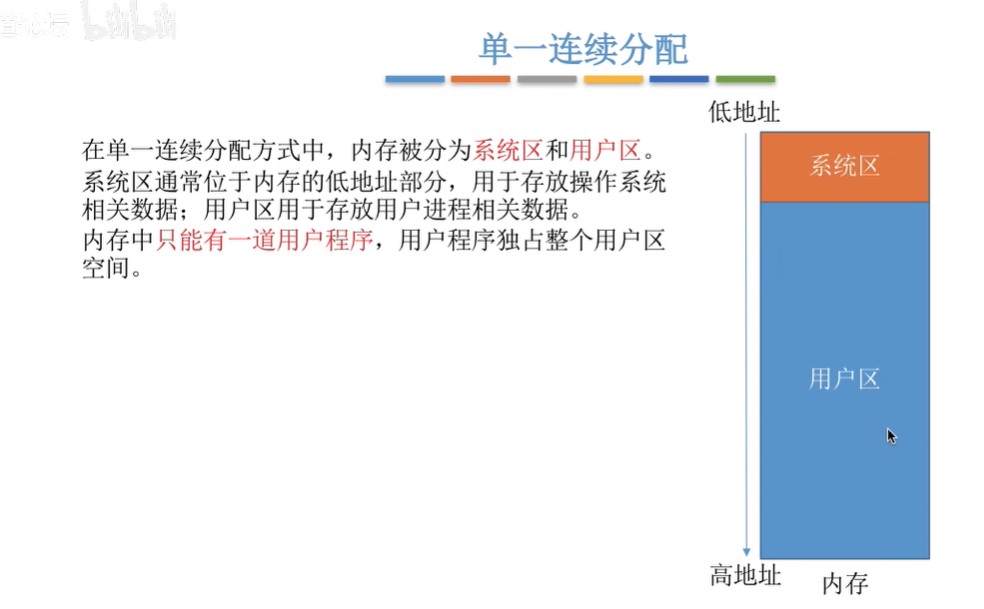 bilibili
单一连续分配
低地址
在单一连续分配方式中，内存被分为系统区和用户区。
系统区通常位于内存的低地址部分，用于存放操作系统
相关数据；用户区用于存放用户进程相关数据。
内存中只能有一道用户程序，用户程序独占整个用户区
空间。
系统区
用户区
高地址
内存